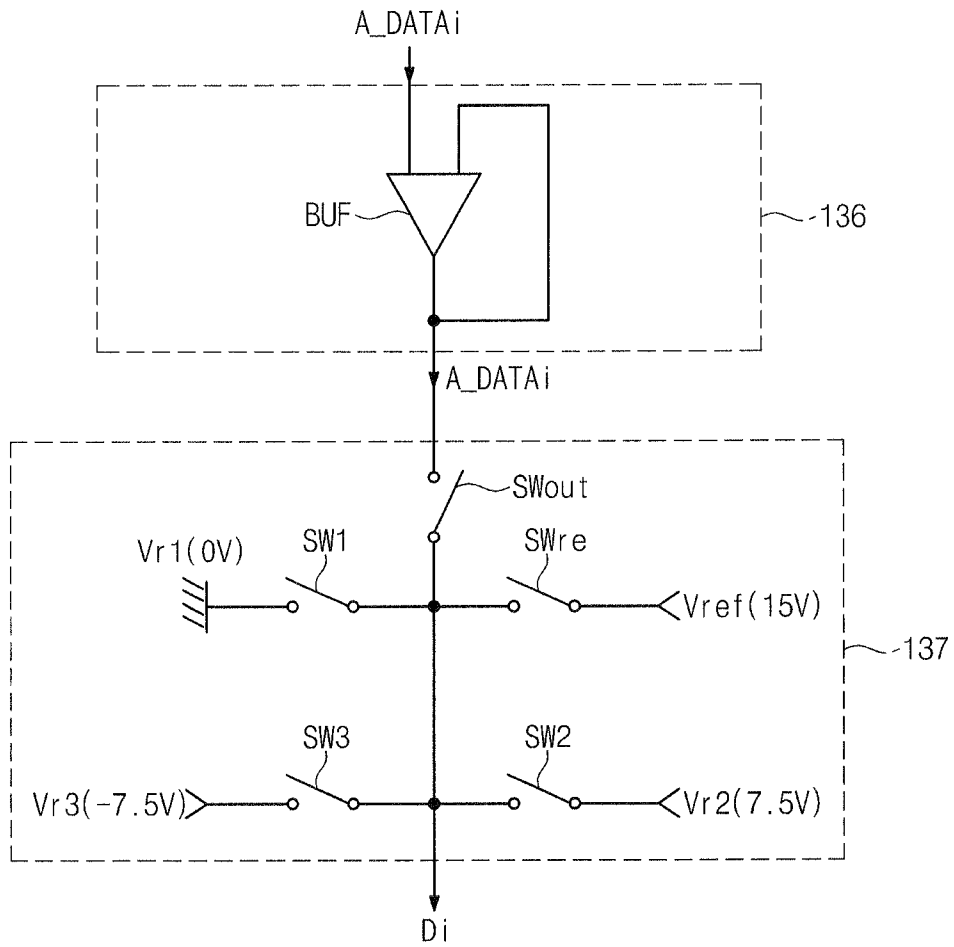 A_DATAi
BUF
136
A_DATAi
SWout
Vr1(0V)
SW1
SWre
Vref(15V)
137
SW3
SW2
Vr3(-7.5V)
Vr2(7.5V)
Di